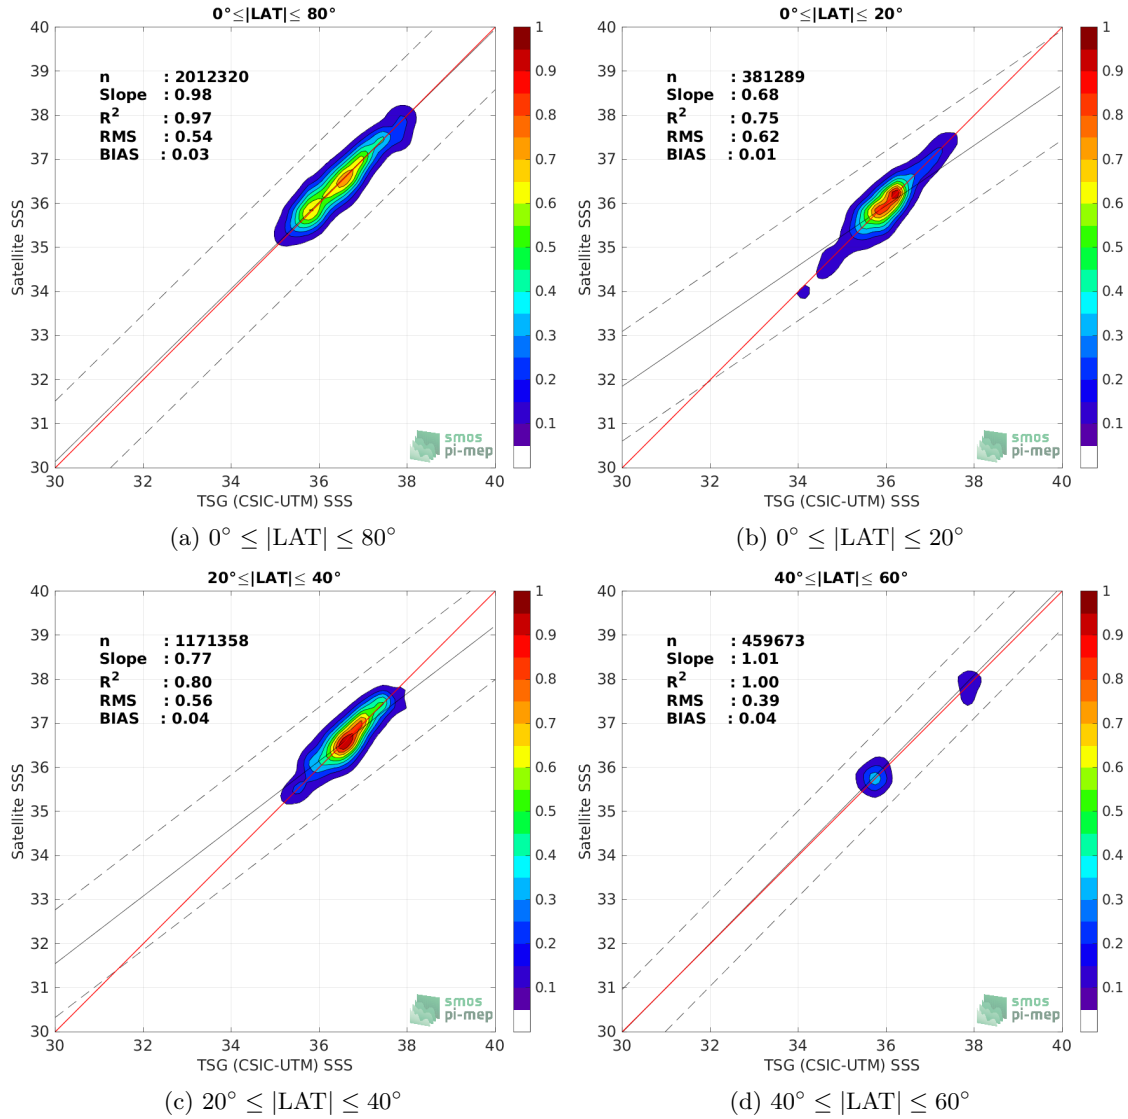 0°≤|LAT|≤ 80°
n : 2012320
Slope : 0.98
R² : 0.97
RMS : 0.54
BIAS : 0.03
Satellite SSS
40
39
38
37
36
35
34
33
32
31
30
30 32 34 36 38 40
TSG (CSIC-UTM) SSS
smos
pi-mep
1
0.9
0.8
0.7
0.6
0.5
0.4
0.3
0.2
0.1
(a) 0° ≤ |LAT| ≤ 80°
0°≤|LAT|≤ 20°
n : 381289
Slope : 0.68
R² : 0.75
RMS : 0.62
BIAS : 0.01
Satellite SSS
40
39
38
37
36
35
34
33
32
31
30
30 32 34 36 38 40
TSG (CSIC-UTM) SSS
smos
pi-mep
1
0.9
0.8
0.7
0.6
0.5
0.4
0.3
0.2
0.1
(b) 0° ≤ |LAT| ≤ 20°
20°≤|LAT|≤ 40°
n : 1171358
Slope : 0.77
R² : 0.80
RMS : 0.56
BIAS : 0.04
Satellite SSS
40
39
38
37
36
35
34
33
32
31
30
30 32 34 36 38 40
TSG (CSIC-UTM) SSS
smos
pi-mep
1
0.9
0.8
0.7
0.6
0.5
0.4
0.3
0.2
0.1
(c) 20° ≤ |LAT| ≤ 40°
40°≤|LAT|≤ 60°
n : 459673
Slope : 1.01
R² : 1.00
RMS : 0.39
BIAS : 0.04
Satellite SSS
40
39
38
37
36
35
34
33
32
31
30
30 32 34 36 38 40
TSG (CSIC-UTM) SSS
smos
pi-mep
1
0.9
0.8
0.7
0.6
0.5
0.4
0.3
0.2
0.1
(d) 40° ≤ |LAT| ≤ 60°